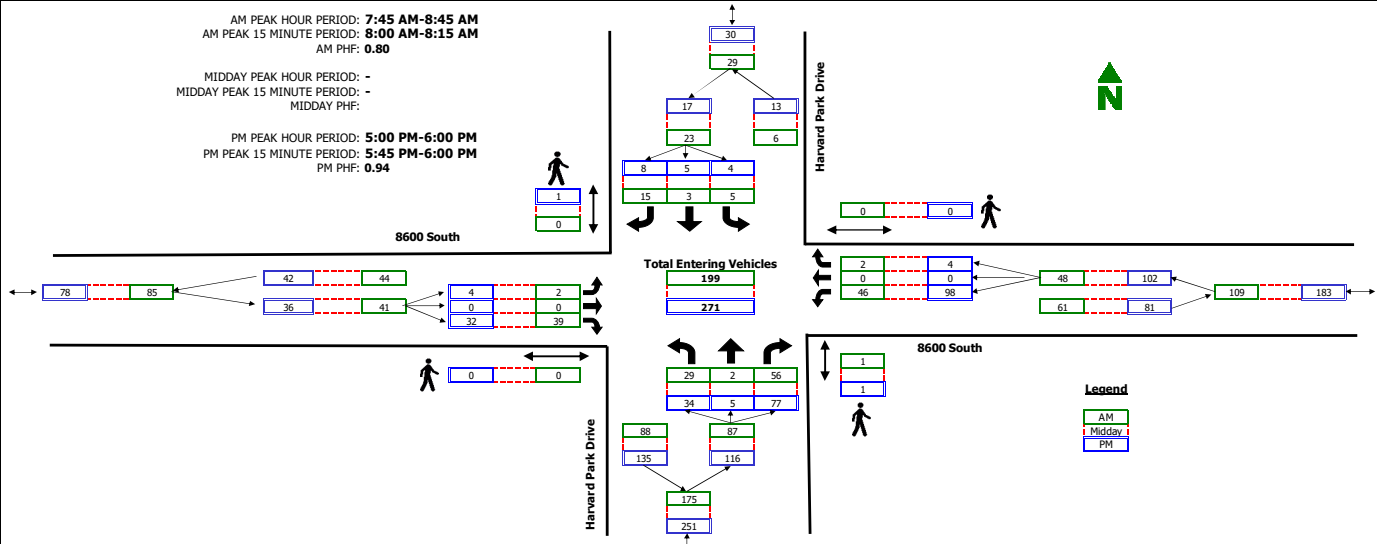 AM PEAK HOUR PERIOD: 7:45 AM-8:45 AM
AM PEAK 15 MINUTE PERIOD: 8:00 AM-8:15 AM
AM PHF: 0.80
MIDDAY PEAK HOUR PERIOD: -
MIDDAY PEAK 15 MINUTE PERIOD: -
MIDDAY PHF:
PM PEAK HOUR PERIOD: 5:00 PM-6:00 PM
PM PEAK 15 MINUTE PERIOD: 5:45 PM-6:00 PM
PM PHF: 0.94
30
29
17 13
23 6
8 5 4
15 3 5
Harvard Park Drive
N
1
0
0 0
8600 South
Total Entering Vehicles
199
271
42 44
78 85
36 41
4 2
0 0
32 39
2 4
0 0
46 98
48 102
61 81
109 183
0 0
29 2 56
34 5 77
88 87
135 116
175
251
Harvard Park Drive
8600 South
1
1
Legend
AM
Midday
PM